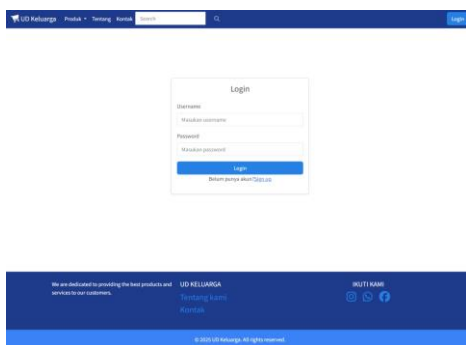 UD Keluarga Produk Tentang Kontak Search Login
Login
Username
Masukan username
Password
Masukan password
Login
Belum punya akun?Sign up
We are dedicated to providing the best products and
services to our customers.
UD KELUARGA
Tentang kami
Kontak
IKUTI KAMI
© 2025 UD Keluarga. All rights reserved.